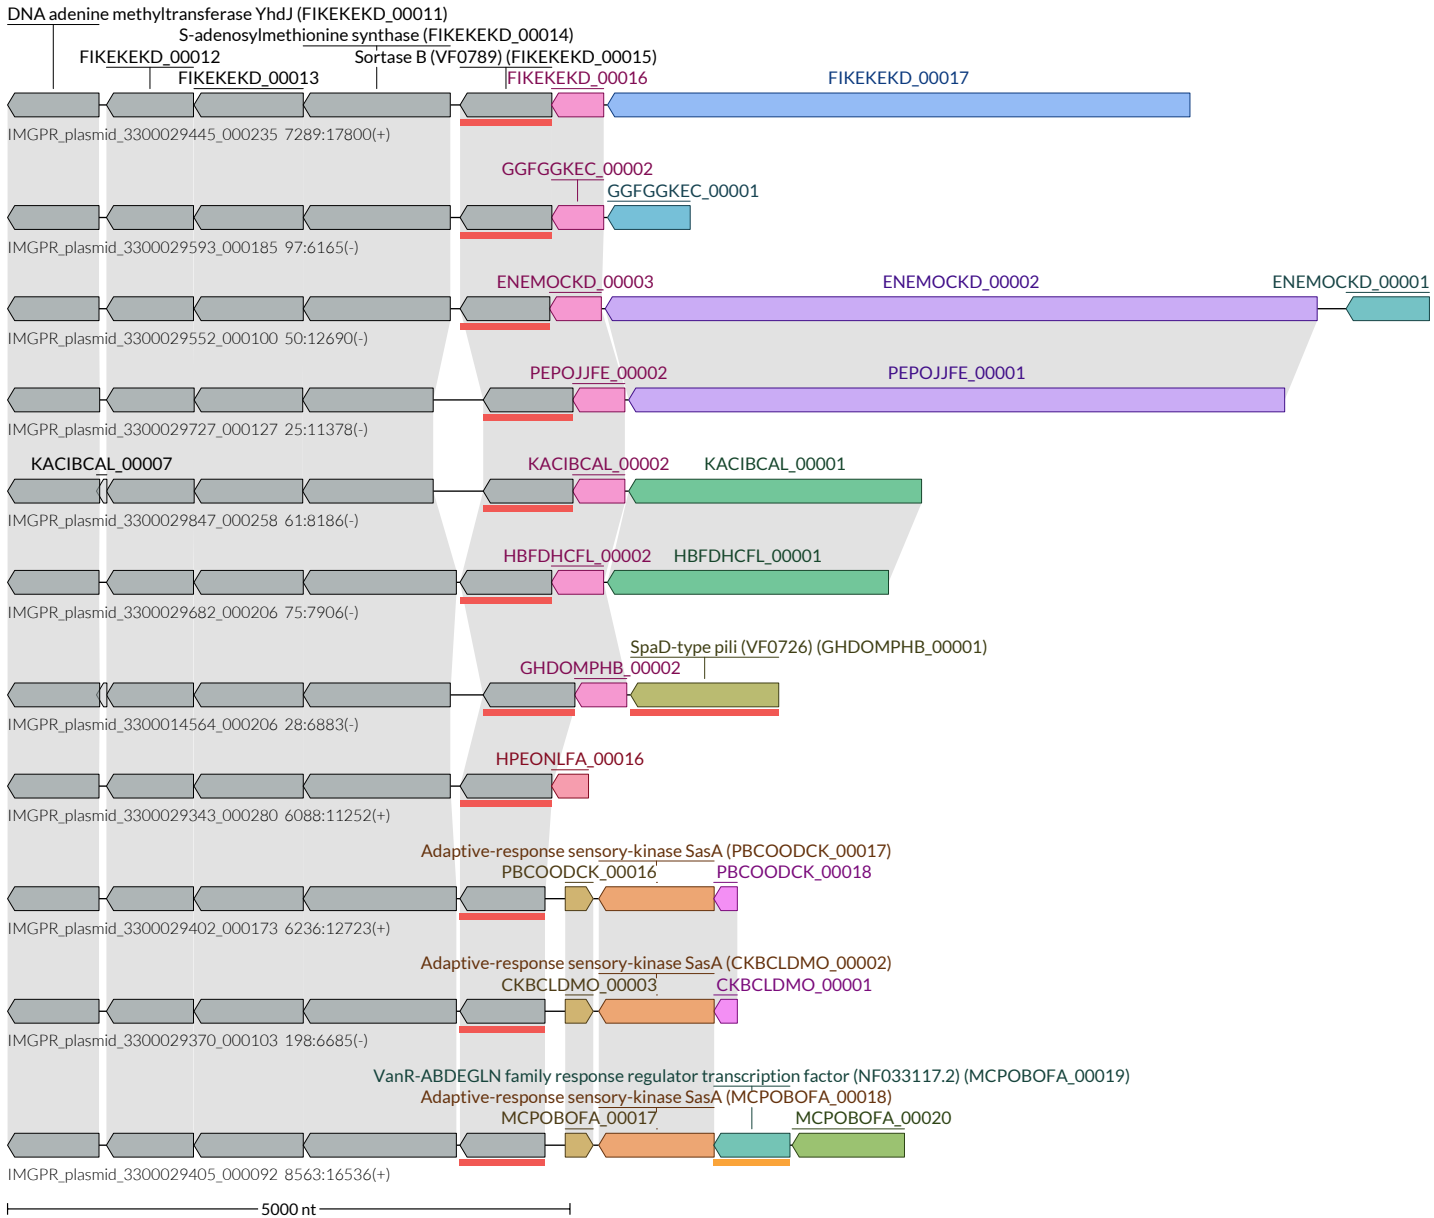 DNA adenine methyltransferase YhdJ (FIKEKEKD_00011)
S-adenosylmethionine synthase (FIKEKEKD_00014)
FIKEKEKD_00012 Sortase B (VF0789) (FIKEKEKD_00015)
FIKEKEKD_00013 FIKEKEKD_00016 FIKEKEKD_00017
IMGPR_plasmid_3300029445_000235 7289:17800(+)
GGFGGKEC_00002
GGFGGKEC_00001
IMGPR_plasmid_3300029593_000185 97:6165(-)
ENEMOCKD_00003 ENEMOCKD_00002 ENEMOCKD_00001
IMGPR_plasmid_3300029552_000100 50:12690(-)
PEPOJJFE_00002 PEPOJJFE_00001
IMGPR_plasmid_3300029727_000127 25:11378(-)
KACIBCAL_00007 KACIBCAL_00002 KACIBCAL_00001
IMGPR_plasmid_3300029847_000258 61:8186(-)
HBFDHCFL_00002 HBFDHCFL_00001
IMGPR_plasmid_3300029682_000206 75:7906(-)
SpaD-type pili (VF0726) (GHDOMPHB_00001)
GHDOMPHB_00002
IMGPR_plasmid_3300014564_000206 28:6883(-)
HPEONLFA_00016
IMGPR_plasmid_3300029343_000280 6088:11252(+)
Adaptive-response sensory-kinase SasA (PBCOODCK_00017)
PBCOODCK_00016 PBCOODCK_00018
IMGPR_plasmid_3300029402_000173 6236:12723(+)
Adaptive-response sensory-kinase SasA (CKBCLDMO_00002)
CKBCLDMO_00003 CKBCLDMO_00001
IMGPR_plasmid_3300029370_000103 198:6685(-)
VanR-ABDEGLN family response regulator transcription factor (NF033117.2) (MCPOBOFA_00019)
Adaptive-response sensory-kinase SasA (MCPOBOFA_00018)
MCPOBOFA_00017 MCPOBOFA_00020
IMGPR_plasmid_3300029405_000092 8563:16536(+)
5000 nt